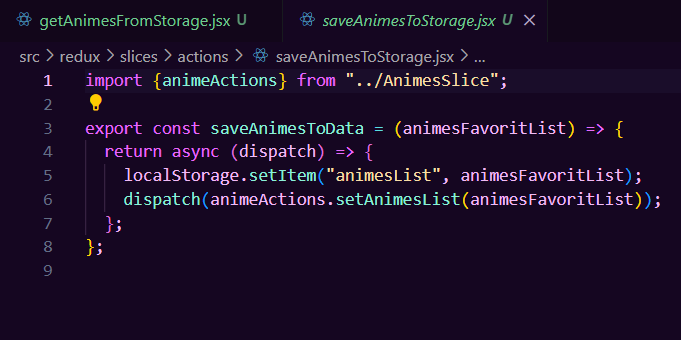 getAnimesFromStorage.jsx U saveAnimesToStorage.jsx U
src > redux > slices > actions > saveAnimesToStorage.jsx > ...
1 import {animeActions} from "../AnimesSlice";
2
3 export const saveAnimesToData = (animesFavoritList) => {
4 return async (dispatch) => {
5 localStorage.setItem("animesList", animesFavoritList);
6 dispatch(animeActions.setAnimesList(animesFavoritList));
7 };
8 };
9